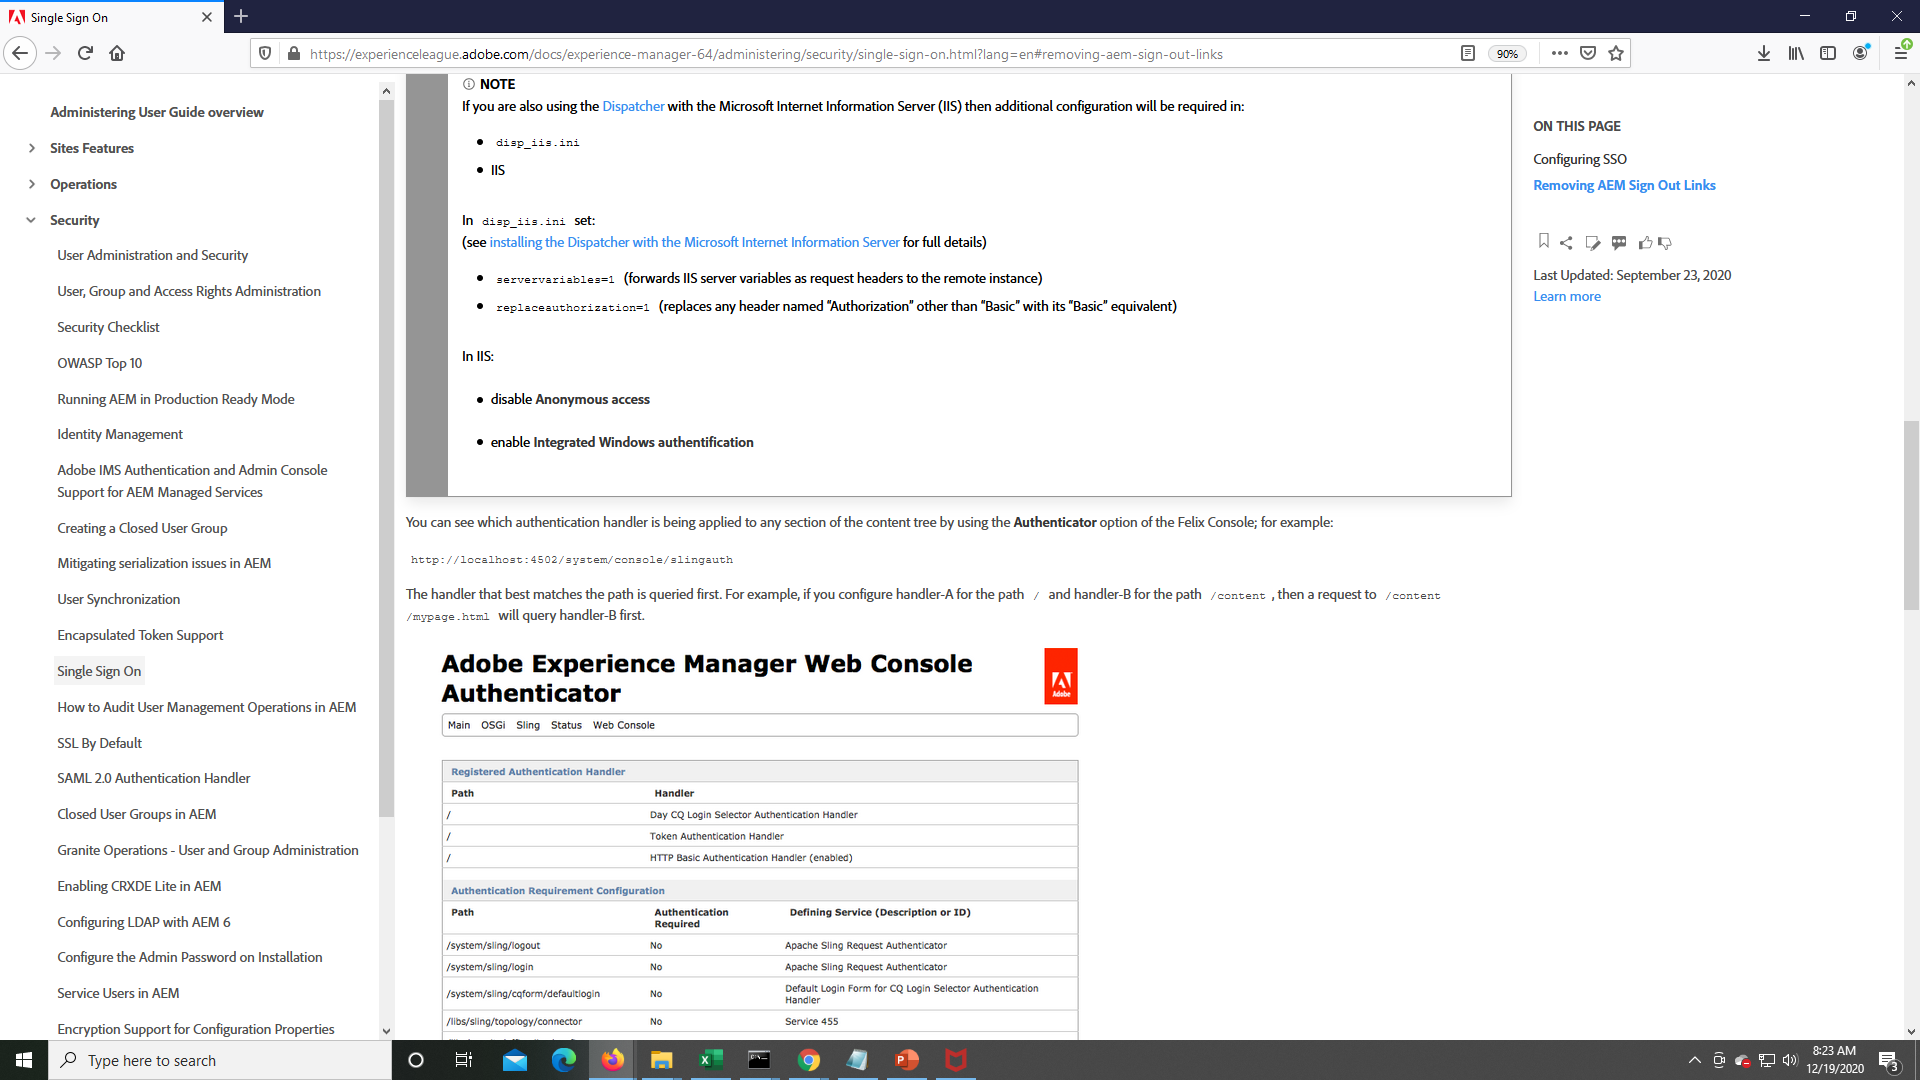 Single Sign On
https://experienceleague.adobe.com/docs/experience-manager-64/administering/security/single-sign-on.html?lang=en#removing-aem-sign-out-links
90%
Administering User Guide overview
Sites Features
Operations
Security
User Administration and Security
User, Group and Access Rights Administration
Security Checklist
OWASP Top 10
Running AEM in Production Ready Mode
Identity Management
Adobe IMS Authentication and Admin Console
Support for AEM Managed Services
Creating a Closed User Group
Mitigating serialization issues in AEM
User Synchronization
Encapsulated Token Support
Single Sign On
How to Audit User Management Operations in AEM
SSL By Default
SAML 2.0 Authentication Handler
Closed User Groups in AEM
Granite Operations - User and Group Administration
Enabling CRXDE Lite in AEM
Configuring LDAP with AEM 6
Configure the Admin Password on Installation
Service Users in AEM
Encryption Support for Configuration Properties
NOTE
If you are also using the Dispatcher with the Microsoft Internet Information Server (IIS) then additional configuration will be required in:
disp_iis.ini
IIS
In disp_iis.ini set:
(see installing the Dispatcher with the Microsoft Internet Information Server for full details)
servervariables=1 (forwards IIS server variables as request headers to the remote instance)
replaceauthorization=1 (replaces any header named “Authorization” other than “Basic” with its “Basic” equivalent)
In IIS:
disable Anonymous access
enable Integrated Windows authentification
You can see which authentication handler is being applied to any section of the content tree by using the Authenticator option of the Felix Console; for example:
http://localhost:4502/system/console/slingauth
The handler that best matches the path is queried first. For example, if you configure handler-A for the path / and handler-B for the path /content , then a request to /content
/mypage.html will query handler-B first.
Adobe Experience Manager Web Console
Authenticator
Adobe
Main OSGi Sling Status Web Console
Registered Authentication Handler
Path Handler
/ Day CQ Login Selector Authentication Handler
/ Token Authentication Handler
/ HTTP Basic Authentication Handler (enabled)
Authentication Requirement Configuration
Path Authentication Required Defining Service (Description or ID)
/system/sling/logout No Apache Sling Request Authenticator
/system/sling/login No Apache Sling Request Authenticator
/system/sling/cqform/defaultlogin No Default Login Form for CQ Login Selector Authentication Handler
/libs/sling/topology/connector No Service 455
ON THIS PAGE
Configuring SSO
Removing AEM Sign Out Links
Last Updated: September 23, 2020
Learn more
Type here to search
8:23 AM
12/19/2020
3